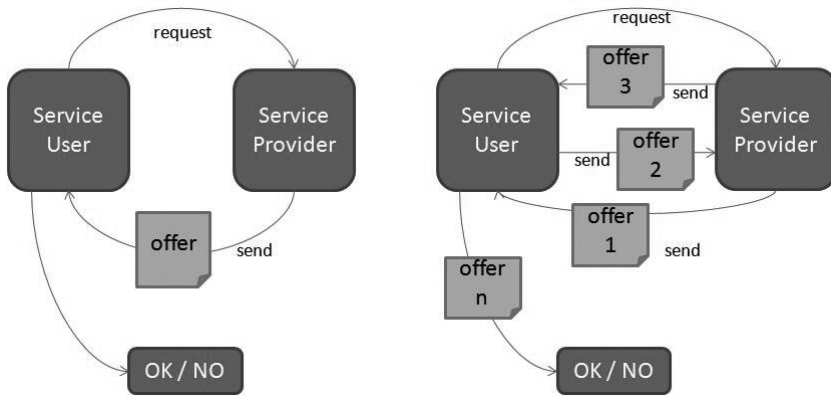 request
Service
User
Service
Provider
offer
send
OK / NO
request
offer
3
send
Service
User
Service
Provider
send
offer
2
offer
1
send
offer
n
OK / NO